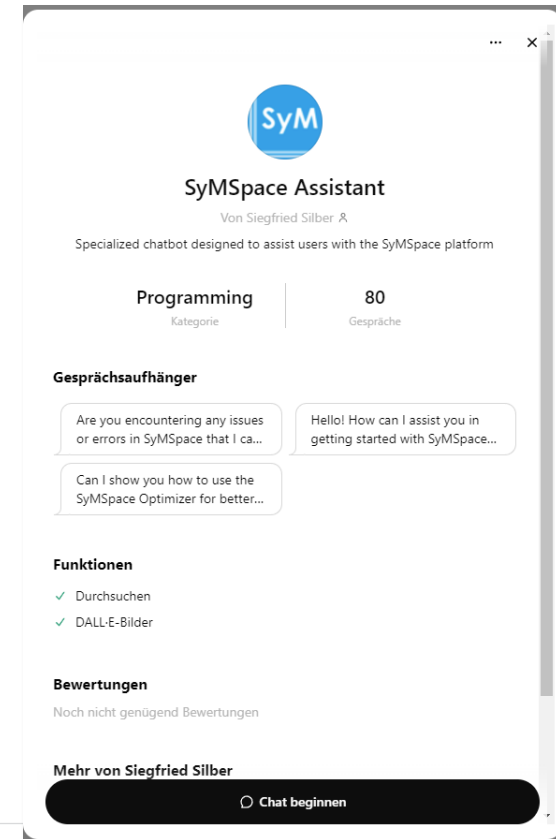 SyM
SyMSpace Assistant
Von Siegfried Silber
Specialized chatbot designed to assist users with the SyMSpace platform
Programming
Kategorie
80
Gespräche
Gesprächsaufhänger
Are you encountering any issues
or errors in SyMSpace that I ca...
Hello! How can I assist you in
getting started with SyMSpace...
Can I show you how to use the
SyMSpace Optimizer for better...
Funktionen
Durchsuchen
DALL·E-Bilder
Bewertungen
Noch nicht genügend Bewertungen
Mehr von Siegfried Silber
Chat beginnen